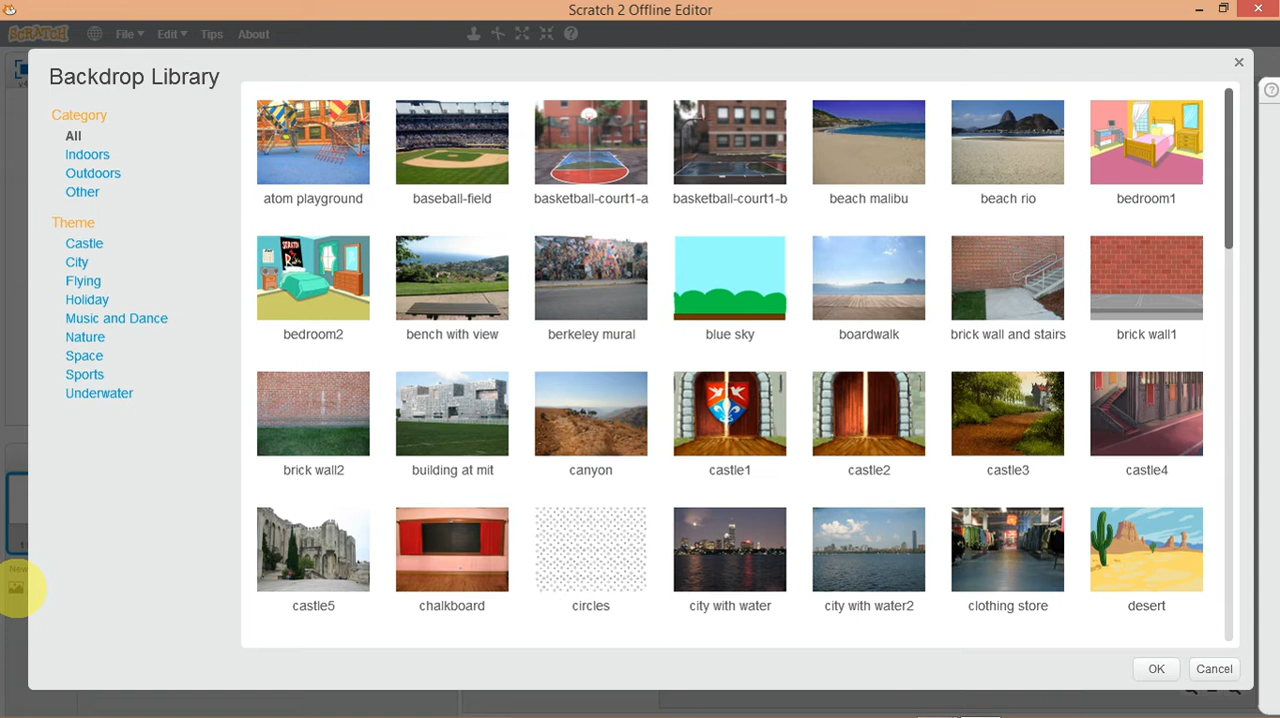 Scratch 2 Offline Editor
SCRATCH File Edit Tips About
Backdrop Library
Category
All
Indoors
Outdoors
Other
Theme
Castle
City
Flying
Holiday
Music and Dance
Nature
Space
Sports
Underwater
atom playground baseball-field basketball-court1-a basketball-court1-b beach malibu beach rio bedroom1
bedroom2 bench with view berkeley mural blue sky boardwalk brick wall and stairs brick wall1
brick wall2 building at mit canyon castle1 castle2 castle3 castle4
castle5 chalkboard circles city with water city with water2 clothing store desert
New
OK Cancel